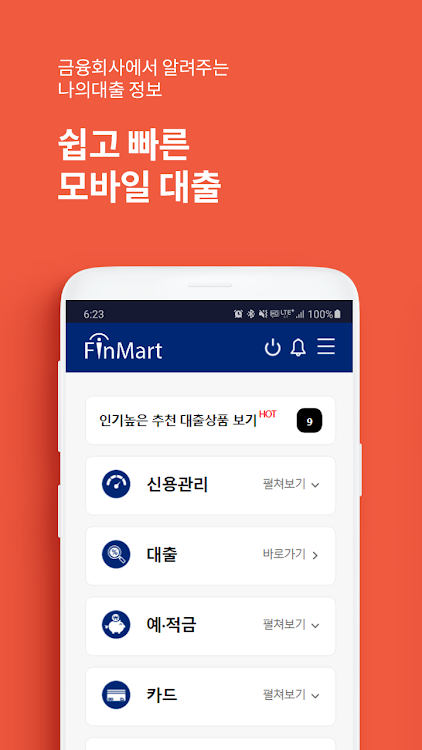 금융회사에서 알려주는
나의대출 정보
쉽고 빠른
모바일 대출
6:23
LTE+
100%
FinMart
인기높은 추천 대출상품 보기 HOT
9
신용관리
펼쳐보기
대출
바로가기
예·적금
펼쳐보기
카드
펼쳐보기